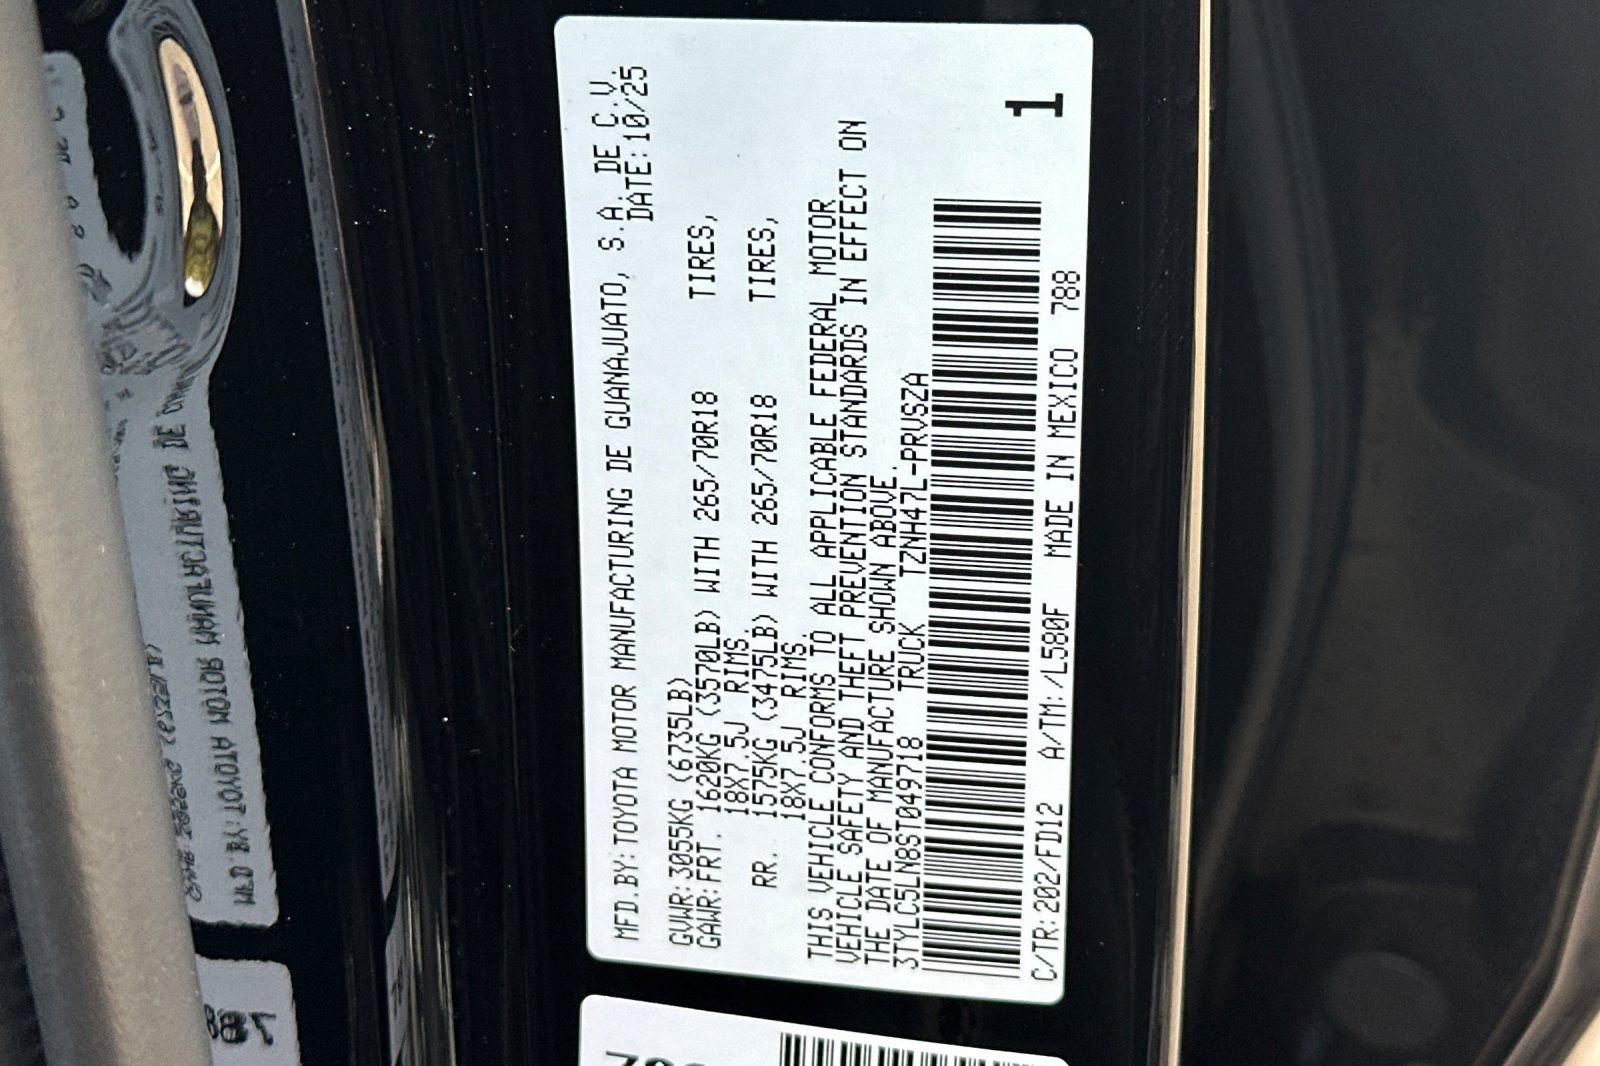 MFD.BY:TOYOTA MOTOR MANUFACTURING DE GUANAJUATO, S.A. DE C.V.
DATE:10/25
GVWR:3055KG (6735LB)
GAWR:FRT. 1620KG (3570LB) WITH 265/70R18 TIRES,
18X7.5J RIMS.
RR. 1575KG (3475LB) WITH 265/70R18 TIRES,
18X7.5J RIMS.
THIS VEHICLE CONFORMS TO ALL APPLICABLE FEDERAL MOTOR
VEHICLE SAFETY AND THEFT PREVENTION STANDARDS IN EFFECT ON
THE DATE OF MANUFACTURE SHOWN ABOVE.
3TYLC5LN8ST049718 TRUCK TZNH47L-PRVSZA
C/TR:202/FD12 A/TM:/L580F MADE IN MEXICO 788
1